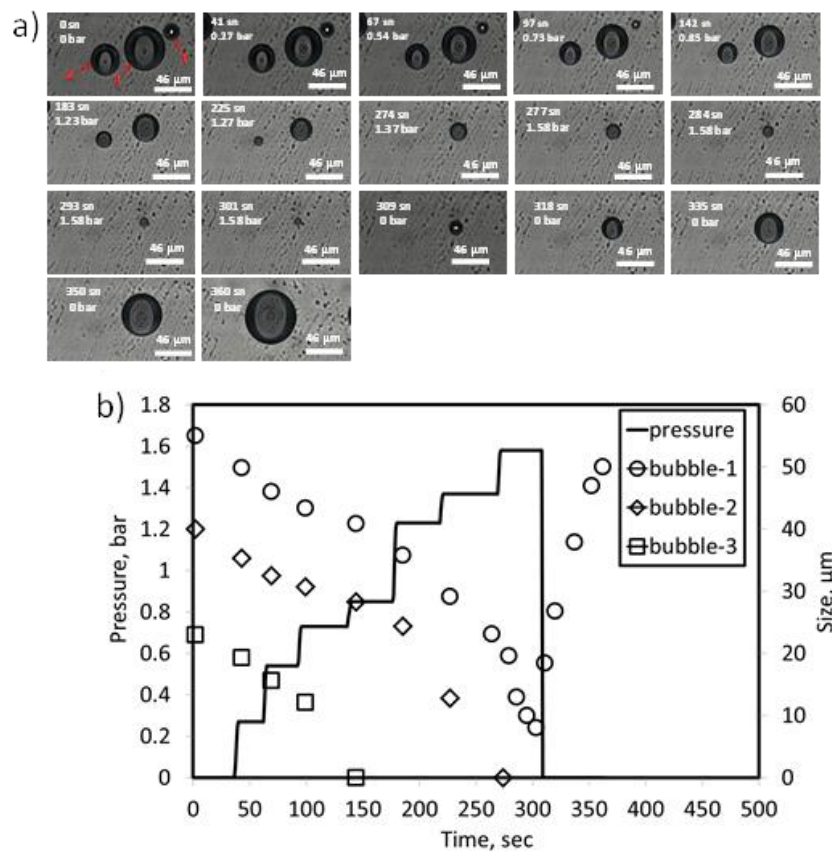 a)
0 sn
0 bar
46 µm
41 sn
0.27 bar
46 µm
67 sn
0.54 bar
46 µm
97 sn
0.73 bar
46 µm
142 sn
0.85 bar
46 µm
183 sn
1.23 bar
46 µm
225 sn
1.27 bar
46 µm
274 sn
1.37 bar
46 µm
277 sn
1.58 bar
46 µm
284 sn
1.58 bar
46 µm
293 sn
1.58 bar
46 µm
301 sn
1.58 bar
46 µm
309 sn
0 bar
46 µm
318 sn
0 bar
46 µm
335 sn
0 bar
46 µm
350 sn
0 bar
46 µm
360 sn
0 bar
46 µm
b)
1.8
1.6
1.4
1.2
1
0.8
0.6
0.4
0.2
0
Pressure, bar
60
50
40
30
20
10
0
Size, µm
pressure
bubble-1
bubble-2
bubble-3
0 50 100 150 200 250 300 350 400 450 500
Time, sec